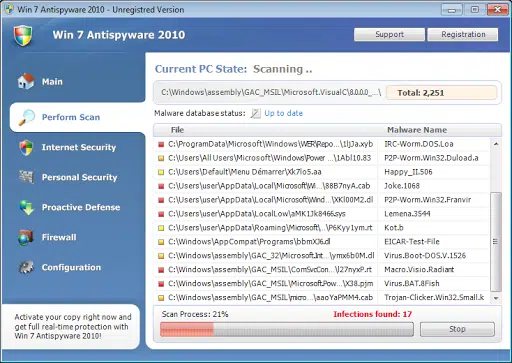 Win 7 Antispyware 2010 - Unregistred Version
Win 7 Antispyware 2010
Support
Registration
Main
Perform Scan
Internet Security
Personal Security
Proactive Defense
Firewall
Configuration
Activate your copy right now and
get full real-time protection with
Win 7 Antispyware 2010!
Current PC State: Scanning ..
C:\Windows\assembly\GAC_MSIL\Microsoft.VisualC\8.0.0.0_...\
Total: 2,251
Malware database status: Up to date
File Malware Name
C:\ProgramData\Microsoft\Windows\WER\Repo...\1ljJa.xyb IRC-Worm.DOS.Loa
C:\Users\All Users\Microsoft\Windows\Power ...\1Abl10.83 P2P-Worm.Win32.Duload.a
C:\Users\Default\Menu Démarrer\Xk7lo5.aa Happy_II.506
C:\Users\user\AppData\Local\Microsoft\Wi...\88B7nyA.cab Joke.1068
C:\Users\user\AppData\Local\Microsoft\Wind...\XKl00M2.dl P2P-Worm.Win32.Franvir
C:\Users\user\AppData\LocalLow\aMK1Jk8466.sys Lemena.3544
C:\Users\user\AppData\Roaming\Microsoft\...\P6Kyy1ym.rt Kot.b
C:\Windows\AppCompat\Programs\bbmXJ6.dl EICAR-Test-File
C:\Windows\assembly\GAC_32\Microsoft.Int...ymx6b0M.dl Virus.Boot-DOS.V.1526
C:\Windows\assembly\GAC_MSIL\ComSvcCon...\J27nyxP.rt Macro.Visio.Radiant
C:\Windows\assembly\GAC_MSIL\Microsoft.Pow...\X38.pjm Virus.BAT.8Fish
C:\Windows\assembly\GAC_MSIL\micro...\aaoYaPMM4.cab Trojan-Clicker.Win32.Small.k
Scan Process: 21%
Infections found: 17
Stop